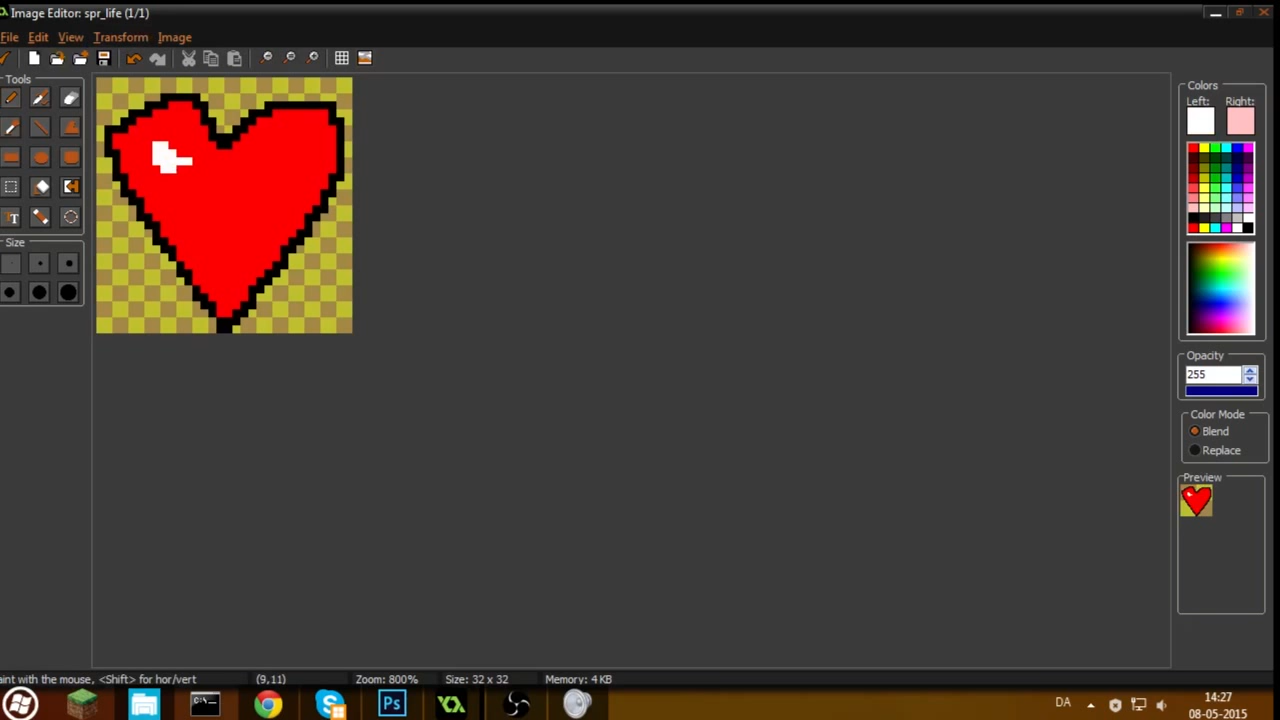 Image Editor: spr_life (1/1)
File Edit View Transform Image
Tools
Size
Colors
Left: Right:
Opacity
255
Color Mode
Blend
Replace
Preview
aint with the mouse, <Shift> for hor/vert (9,11) Zoom: 800% Size: 32 x 32 Memory: 4 KB
Ps
DA
14:27
08-05-2015